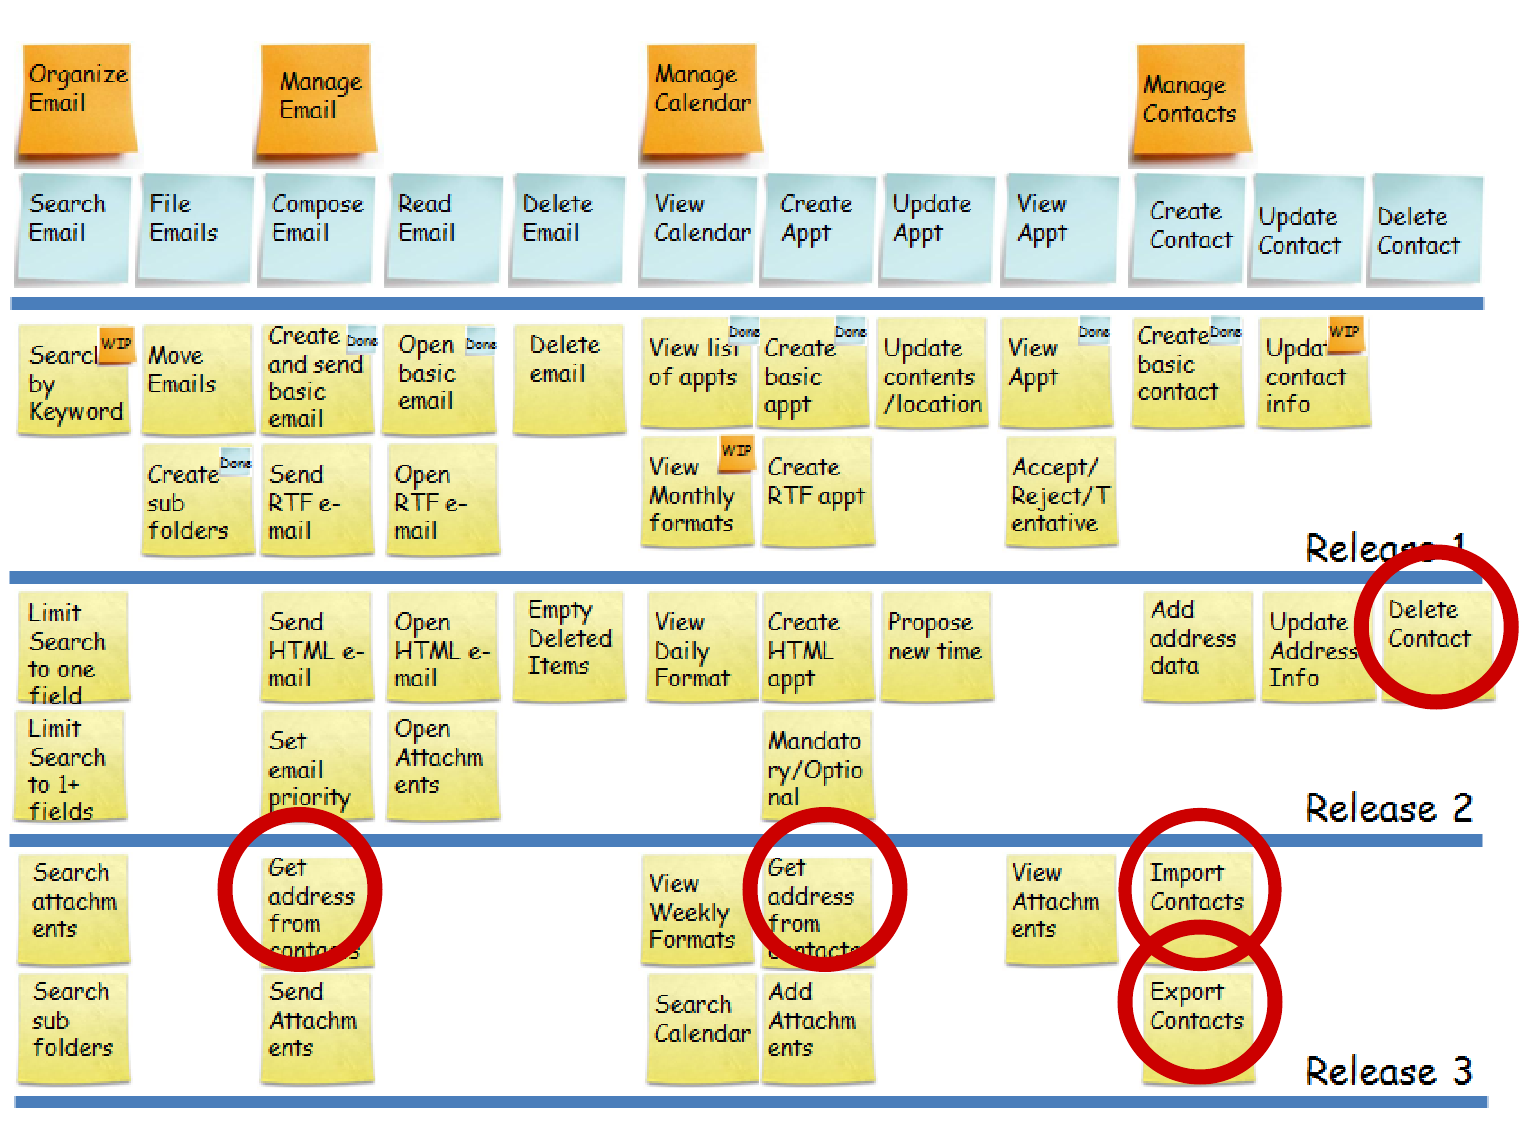 Organize
Email
Manage
Email
Manage
Calendar
Manage
Contacts
Search
Email
File
Emails
Compose
Email
Read
Email
Delete
Email
View
Calendar
Create
Appt
Update
Appt
View
Appt
Create
Contact
Update
Contact
Delete
Contact
Search
by
Keyword
WIP
Move
Emails
Create
and send
basic
email
Done
Open
basic
email
Done
Delete
email
View list
of appts
Done
Create
basic
appt
Done
Update
contents
/location
View
Appt
Done
Create
basic
contact
Done
Updat
contact
info
WIP
Create
sub
folders
Done
Send
RTF e-
mail
Open
RTF e-
mail
View
Monthly
formats
WIP
Create
RTF appt
Accept/
Reject/T
entative
Release 1
Limit
Search
to one
field
Send
HTML e-
mail
Open
HTML e-
mail
Empty
Deleted
Items
View
Daily
Format
Create
HTML
appt
Propose
new time
Add
address
data
Update
Address
Info
Delete
Contact
Limit
Search
to 1+
fields
Set
email
priority
Open
Attachm
ents
Mandato
ry/Optio
nal
Release 2
Search
attachm
ents
Get
address
from
contacts
View
Weekly
Formats
Get
address
from
Contacts
View
Attachm
ents
Import
Contacts
Search
sub
folders
Send
Attachm
ents
Search
Calendar
Add
Attachm
ents
Export
Contacts
Release 3